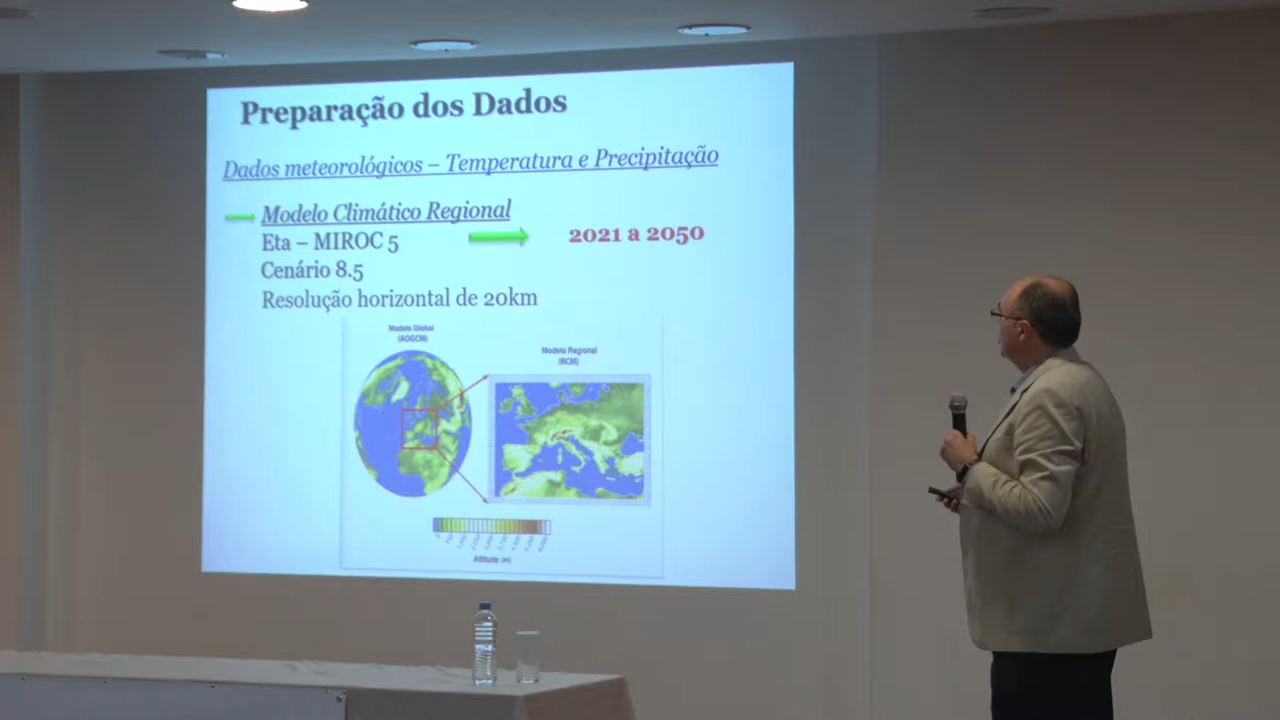 Preparação dos Dados
Dados meteorológicos – Temperatura e Precipitação
Modelo Climático Regional
Eta – MIROC 5
2021 a 2050
Cenário 8.5
Resolução horizontal de 20km
Modelo Global
(AOGCM)
Modelo Regional
(RCM)
Altitude (m)